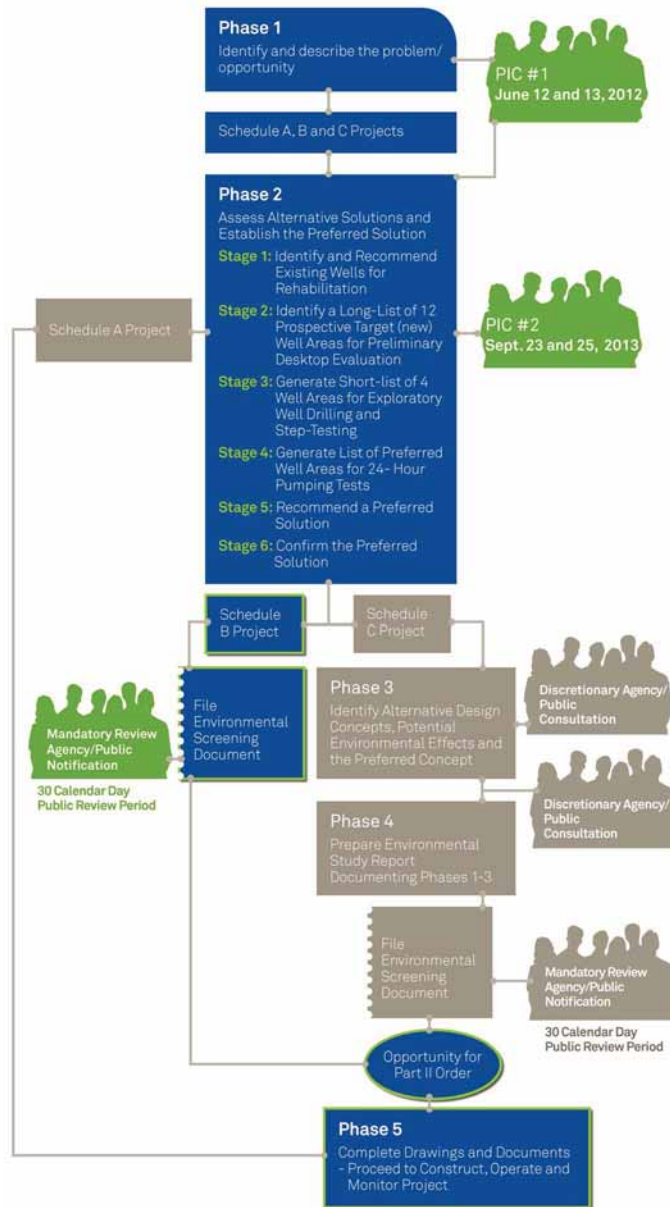 Phase 1
Identify and describe the problem/
opportunity
PIC #1
June 12 and 13, 2012
Schedule A, B and C Projects
Phase 2
Assess Alternative Solutions and
Establish the Preferred Solution
Stage 1: Identify and Recommend
Existing Wells for
Rehabilitation
Stage 2: Identify a Long-List of 12
Prospective Target (new)
Well Areas for Preliminary
Desktop Evaluation
Stage 3: Generate Short-list of 4
Well Areas for Exploratory
Well Drilling and
Step-Testing
Stage 4: Generate List of Preferred
Well Areas for 24- Hour
Pumping Tests
Stage 5: Recommend a Preferred
Solution
Stage 6: Confirm the Preferred
Solution
Schedule A Project
PIC #2
Sept. 23 and 25, 2013
Schedule
B Project
Schedule
C Project
Mandatory Review
Agency/Public
Notification
30 Calendar Day
Public Review Period
File
Environmental
Screening
Document
Phase 3
Identify Alternative Design
Concepts, Potential
Environmental Effects and
the Preferred Concept
Discretionary Agency/
Public
Consultation
Discretionary Agency/
Public
Consultation
Phase 4
Prepare Environmental
Study Report
Documenting Phases 1-3
File
Environmental
Screening
Document
Mandatory Review
Agency/Public
Notification
30 Calendar Day
Public Review Period
Opportunity for
Part II Order
Phase 5
Complete Drawings and Documents
- Proceed to Construct, Operate and
Monitor Project